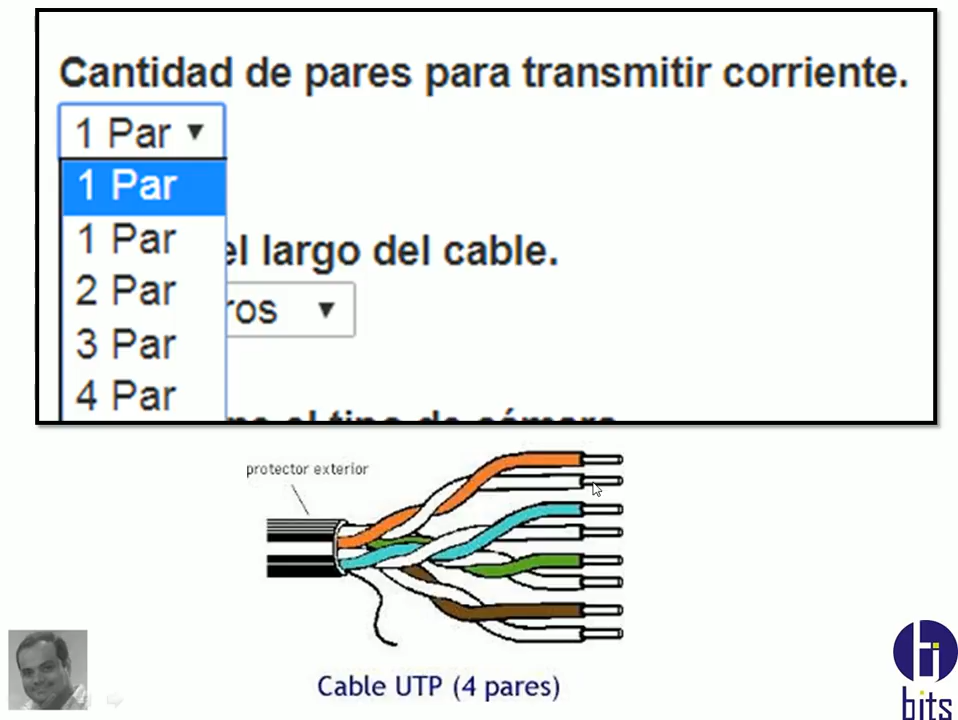 Cantidad de pares para transmitir corriente.
1 Par
1 Par
1 Par
el largo del cable.
2 Par
ros
3 Par
4 Par
protector exterior
Cable UTP (4 pares)
bits